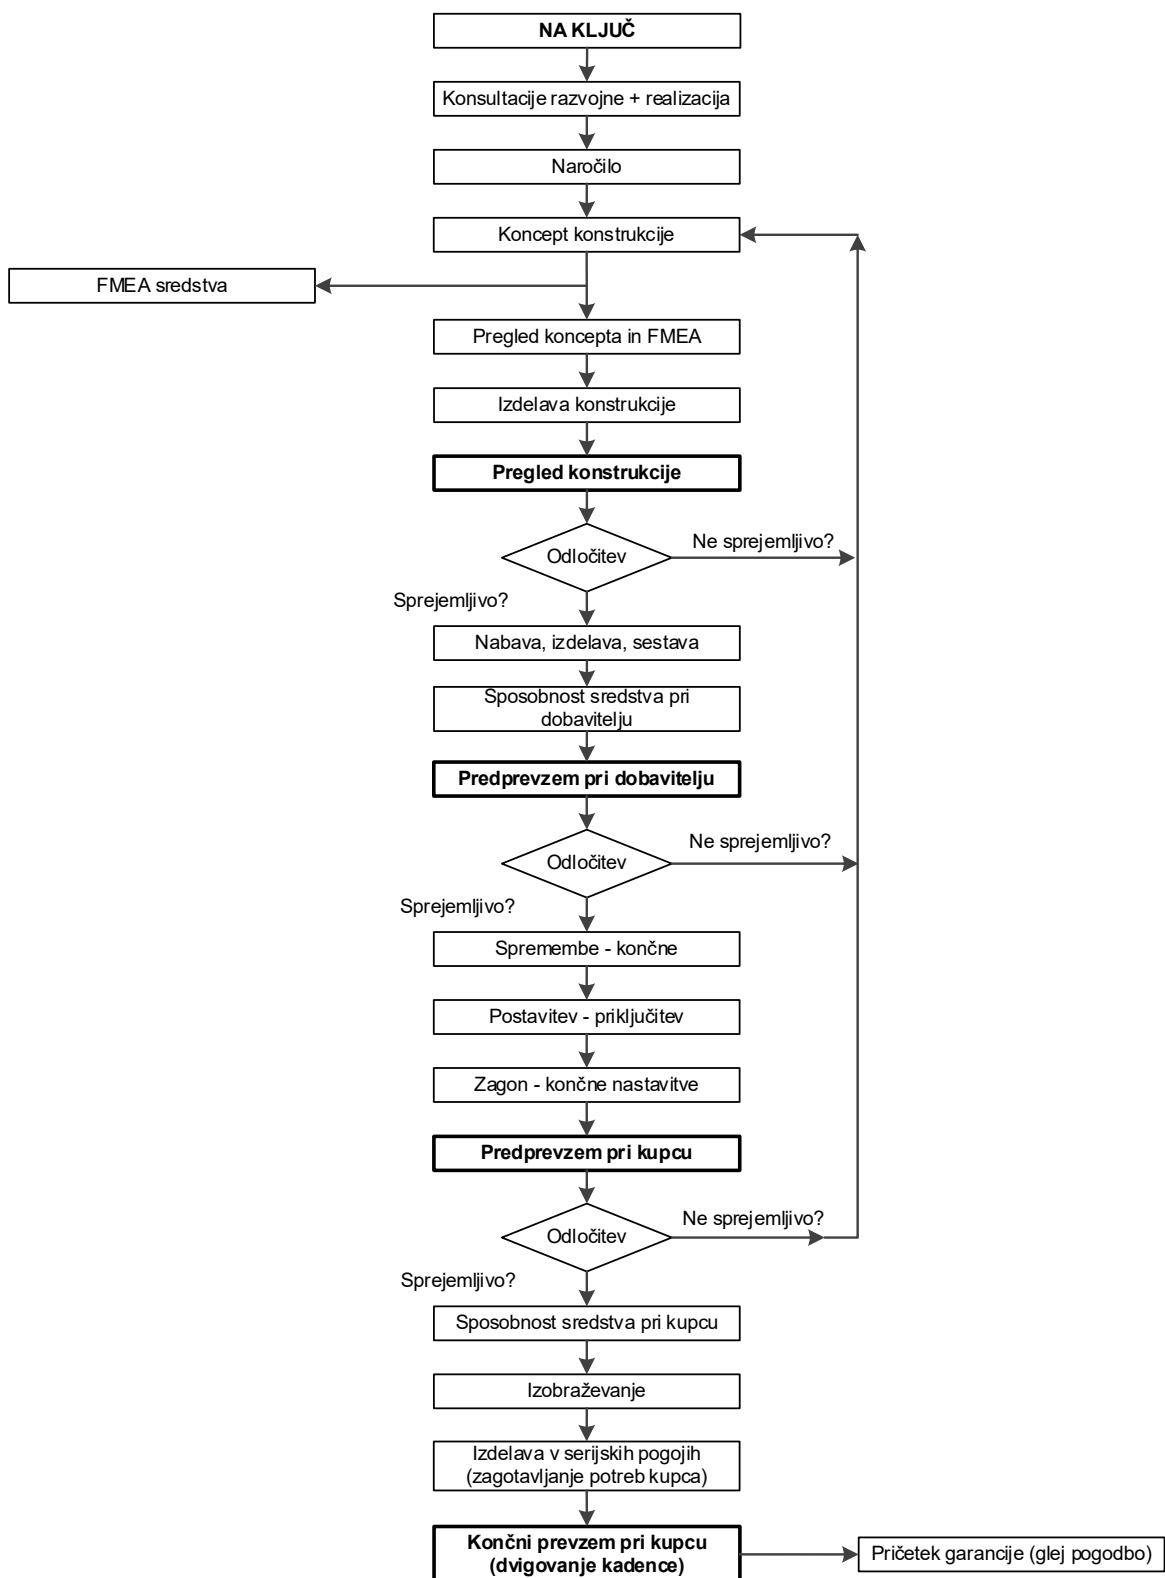 NA KLJUČ
Konsultacije razvojne + realizacija
Naročilo
Koncept konstrukcije
FMEA sredstva
Pregled koncepta in FMEA
Izdelava konstrukcije
Pregled konstrukcije
Odločitev
Ne sprejemljivo?
Sprejemljivo?
Nabava, izdelava, sestava
Sposobnost sredstva pri
dobavitelju
Predprevzem pri dobavitelju
Odločitev
Ne sprejemljivo?
Sprejemljivo?
Spremembe - končne
Postavitev - priključitev
Zagon - končne nastavitve
Predprevzem pri kupcu
Odločitev
Ne sprejemljivo?
Sprejemljivo?
Sposobnost sredstva pri kupcu
Izobraževanje
Izdelava v serijskih pogojih
(zagotavljanje potreb kupca)
Končni prevzem pri kupcu
(dvigovanje kadence)
Pričetek garancije (glej pogodbo)